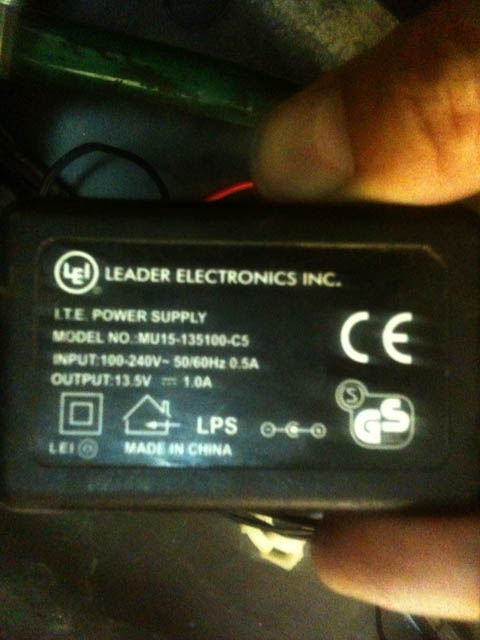 LEI LEADER ELECTRONICS INC.
I.T.E. POWER SUPPLY
MODEL NO.:MU15-135100-C5
INPUT:100-240V~ 50/60Hz 0.5A
OUTPUT:13.5V ⎓ 1.0A
CE
LPS
S GS
LEI
MADE IN CHINA